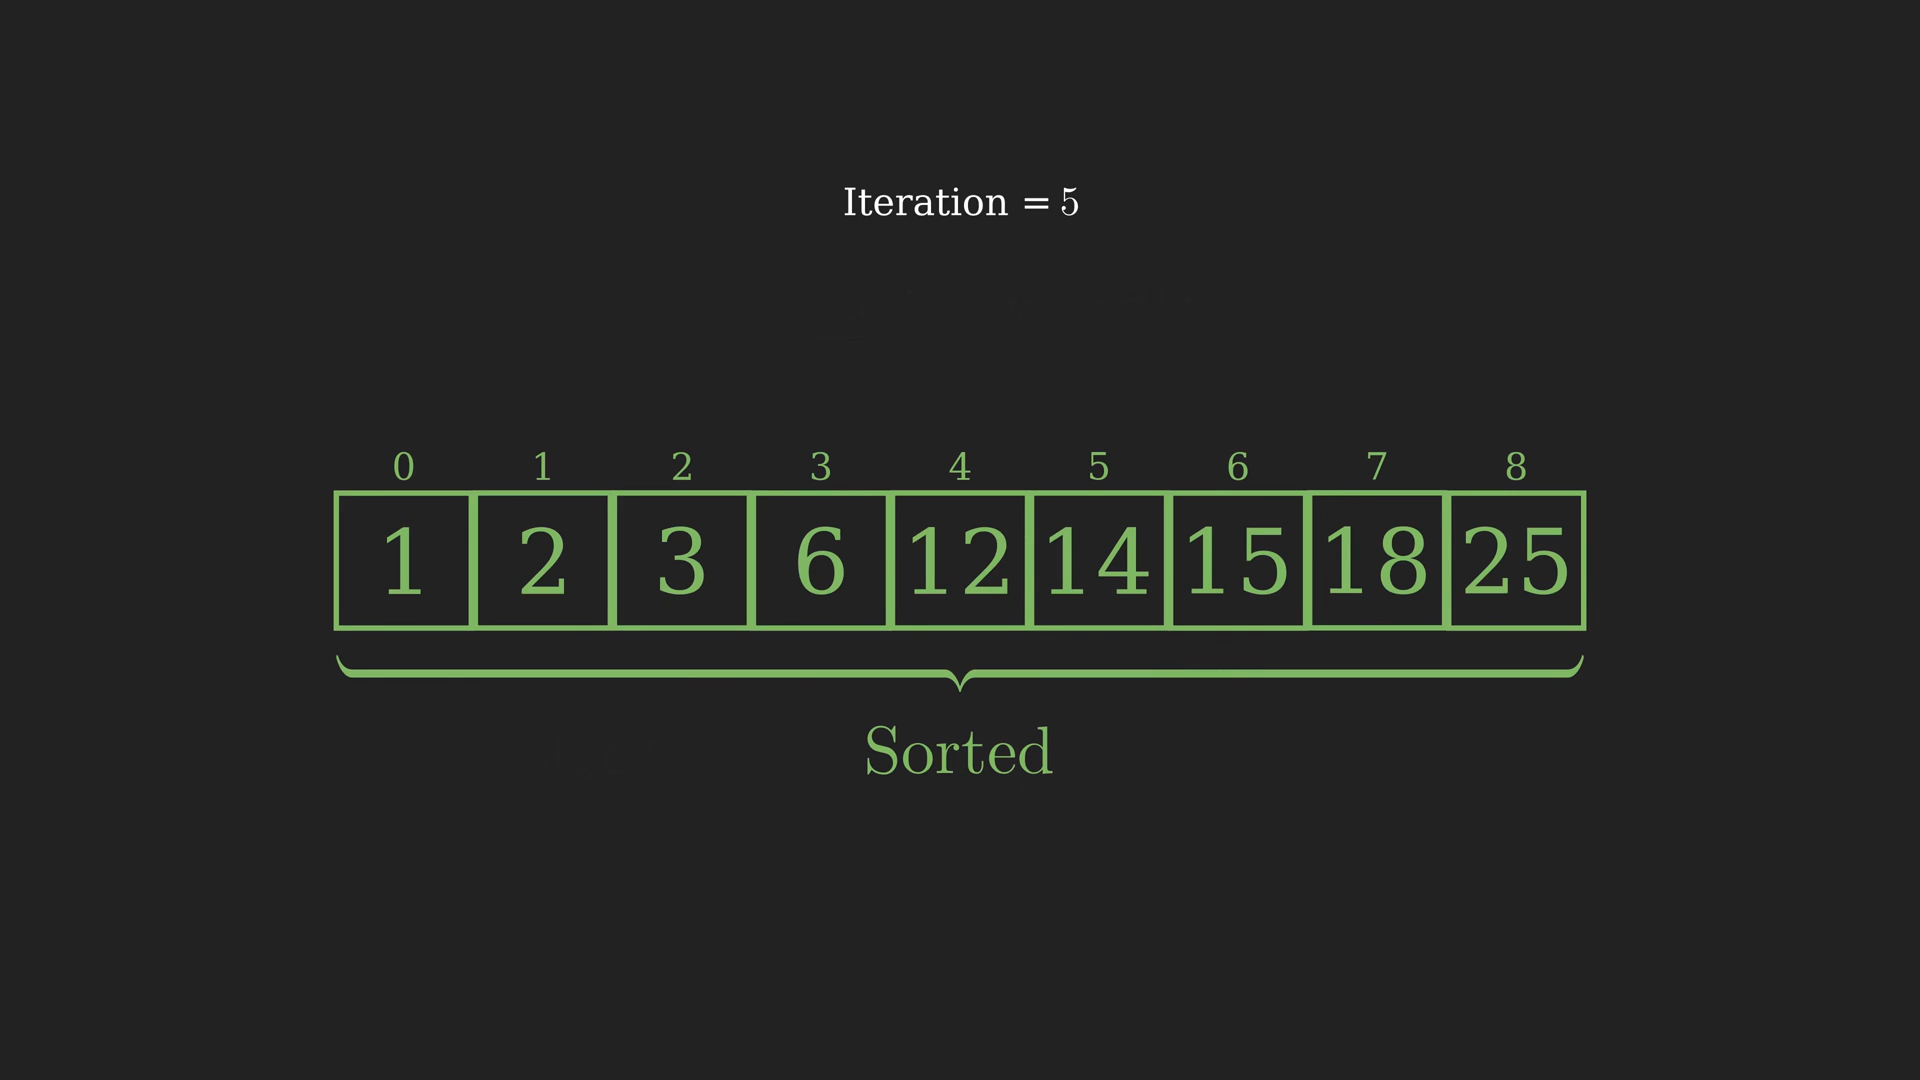 Iteration = 5
0 1 2 3 4 5 6 7 8
1 2 3 6 12 14 15 18 25
Sorted